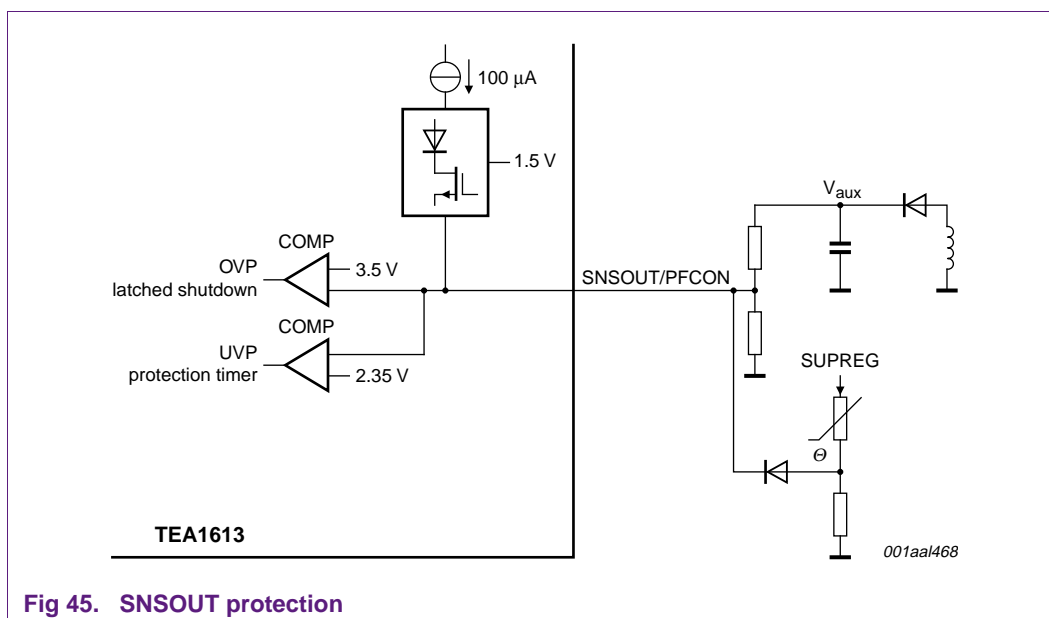 100 μA
1.5 V
V_aux
COMP
OVP
latched shutdown
3.5 V
SNSOUT/PFCON
COMP
UVP
protection timer
2.35 V
SUPREG
Θ
TEA1613
001aal468
Fig 45. SNSOUT protection